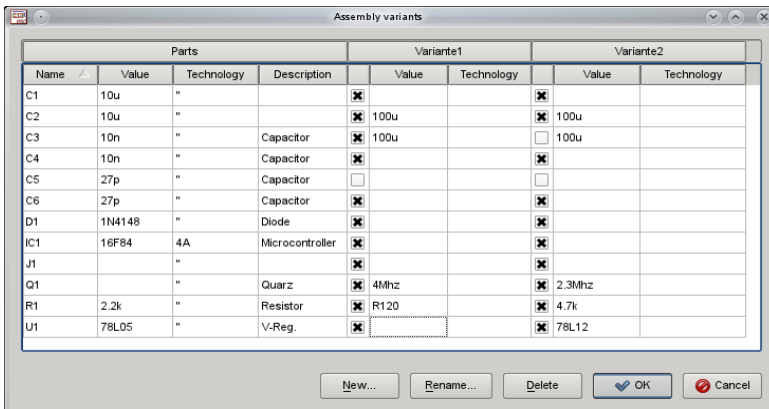 Assembly variants
Parts Variante1 Variante2
Name Value Technology Description Value Technology Value Technology
C1 10u "
C2 10u " 100u 100u
C3 10n " Capacitor 100u 100u
C4 10n " Capacitor
C5 27p " Capacitor
C6 27p " Capacitor
D1 1N4148 " Diode
IC1 16F84 4A Microcontroller
J1 "
Q1 " Quarz 4Mhz 2.3Mhz
R1 2.2k " Resistor R120 4.7k
U1 78L05 " V-Reg. 78L12
New... Rename... Delete OK Cancel